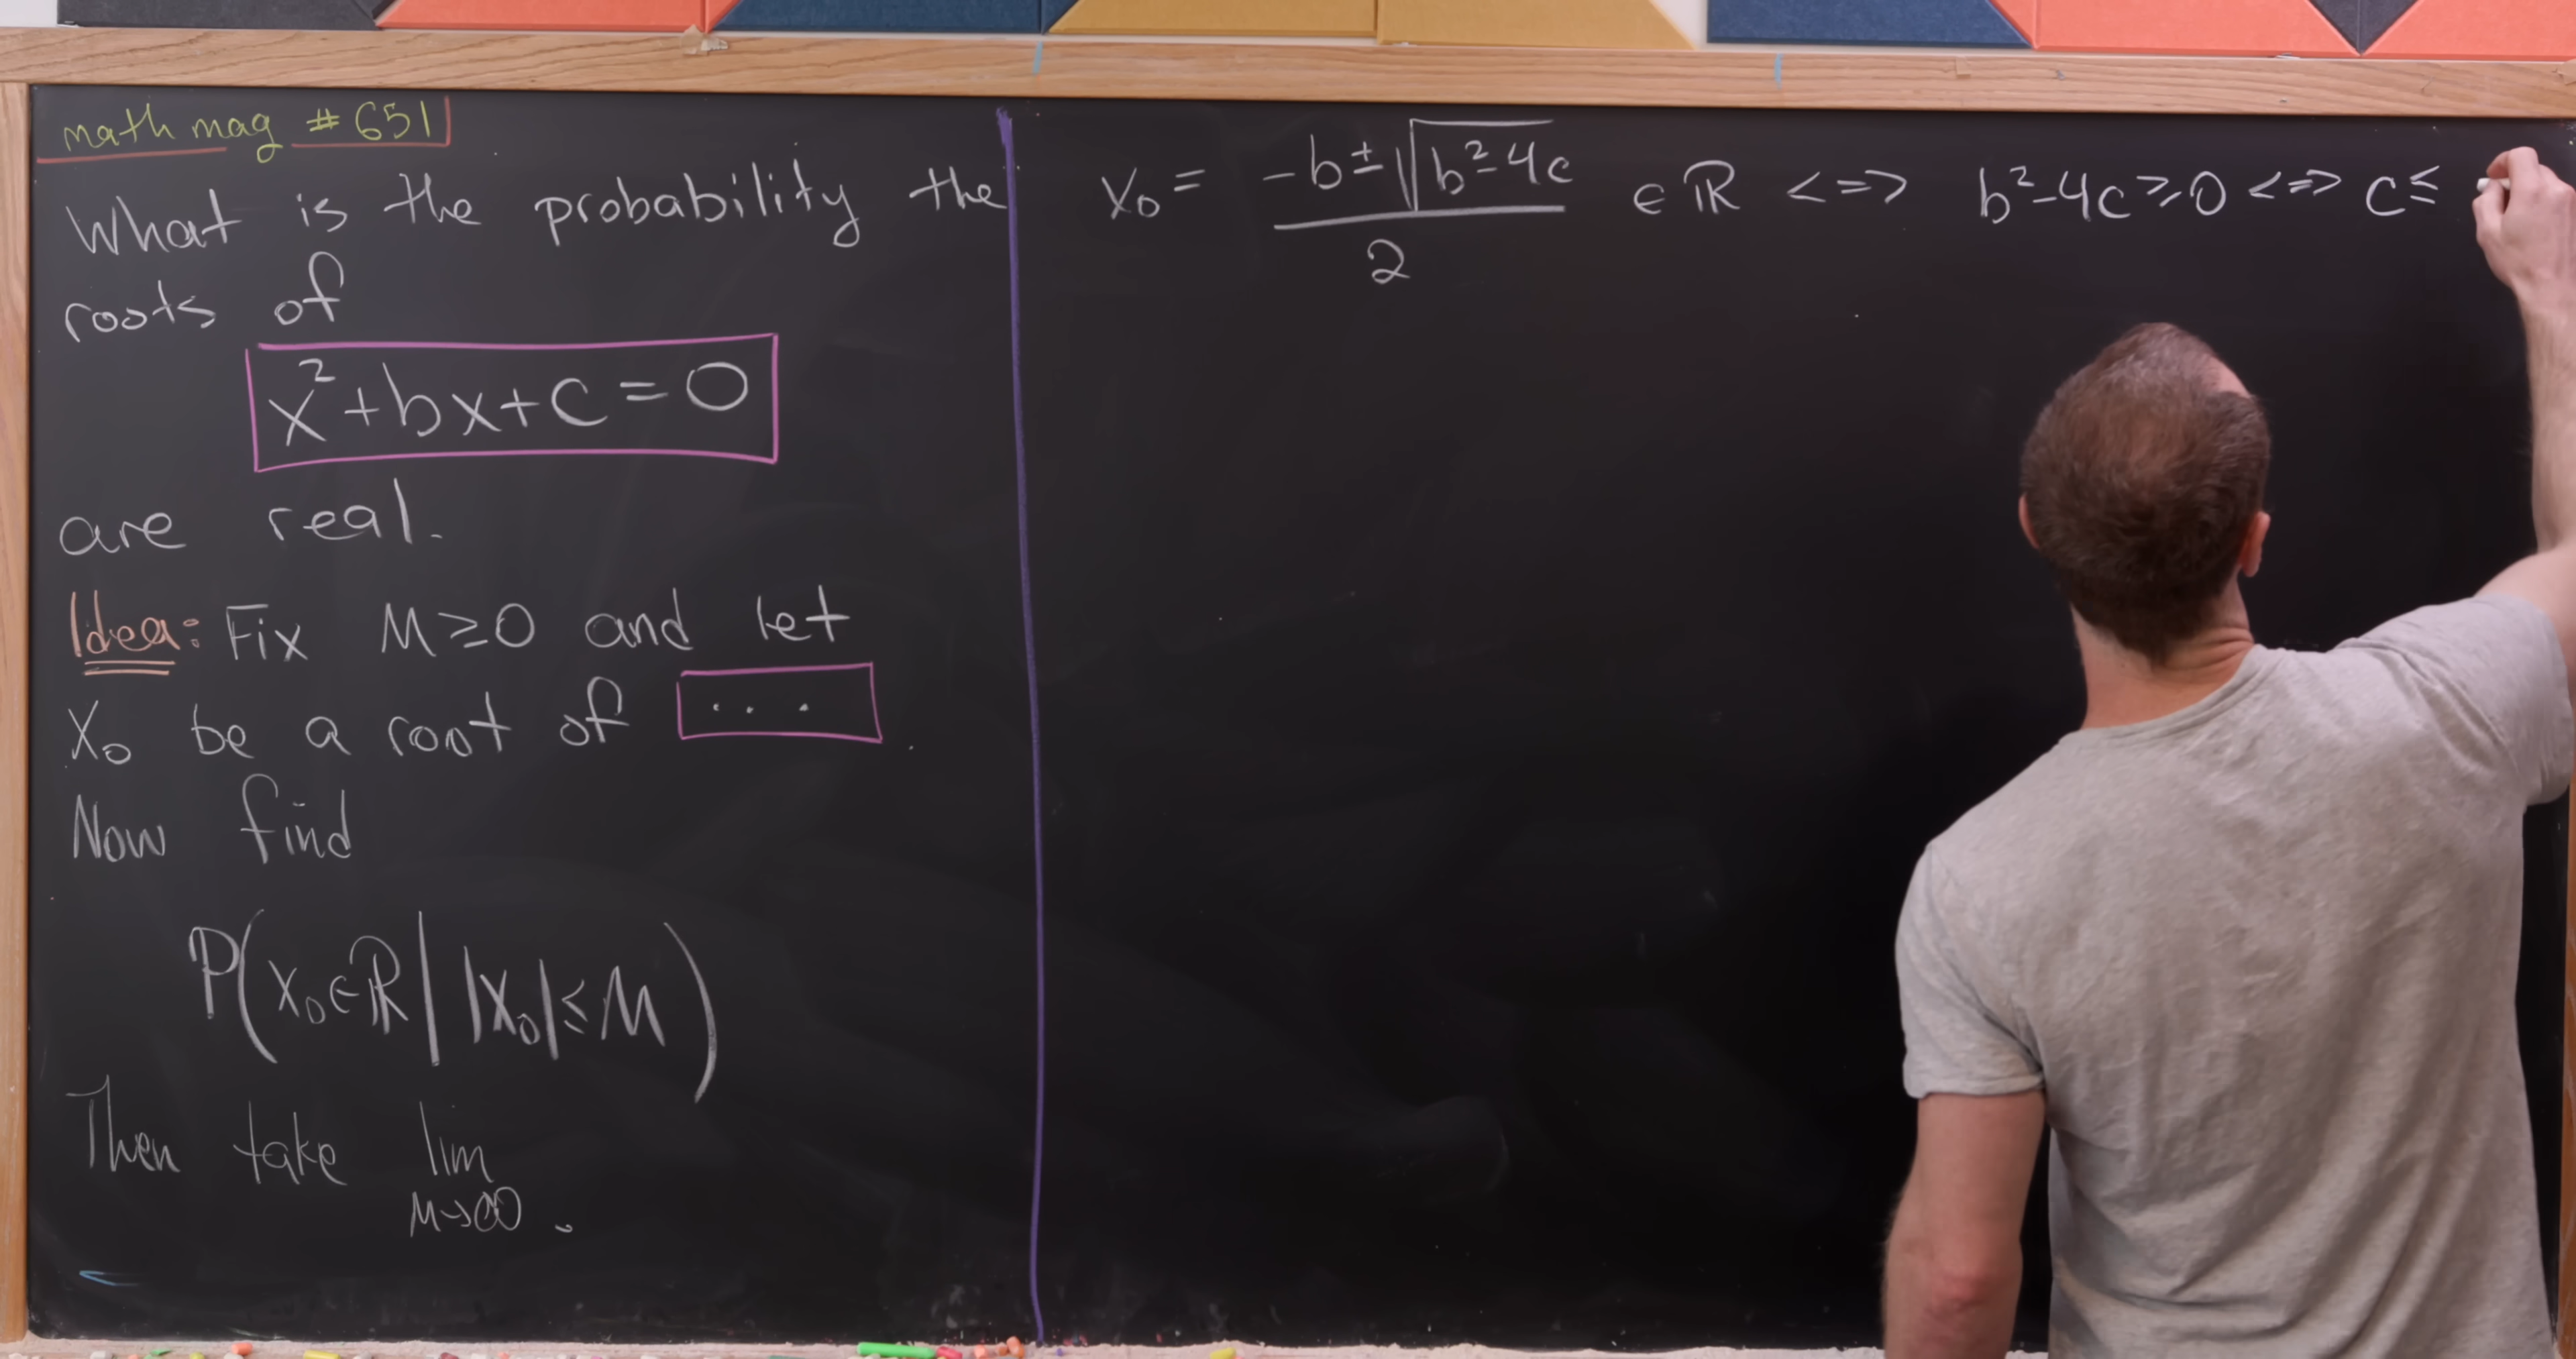 math mag #651
What is the probability the
roots of
x²+bx+c=0
are real.
Idea: Fix M≥0 and let
X₀ be a root of [...].
Now find
P(X₀∈ℝ| |X₀|≤M)
Then take lim
M→∞.
X₀ = (-b±√(b²-4c))/2 ∈ ℝ <=> b²-4c≥0 <=> c≤